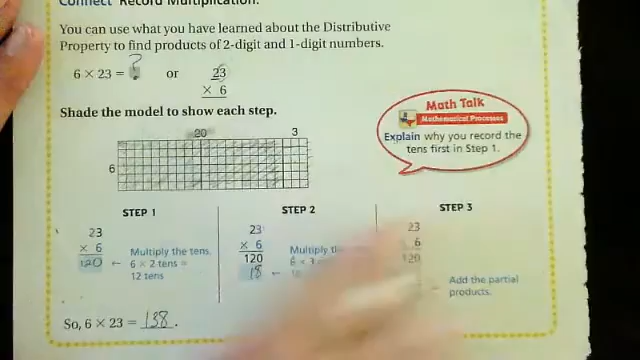 Connect Record Multiplication.
You can use what you have learned about the Distributive
Property to find products of 2-digit and 1-digit numbers.
6 × 23 = ? or 23
× 6
Shade the model to show each step.
20 3
6
Math Talk
Mathematical Processes
Explain why you record the
tens first in Step 1.
STEP 1
23
× 6
120 ← Multiply the tens.
6 × 2 tens =
12 tens
STEP 2
23
× 6
120
18 ← Multiply
6 × 3
STEP 3
23
6
120
Add the partial
products.
So, 6 × 23 = 138.